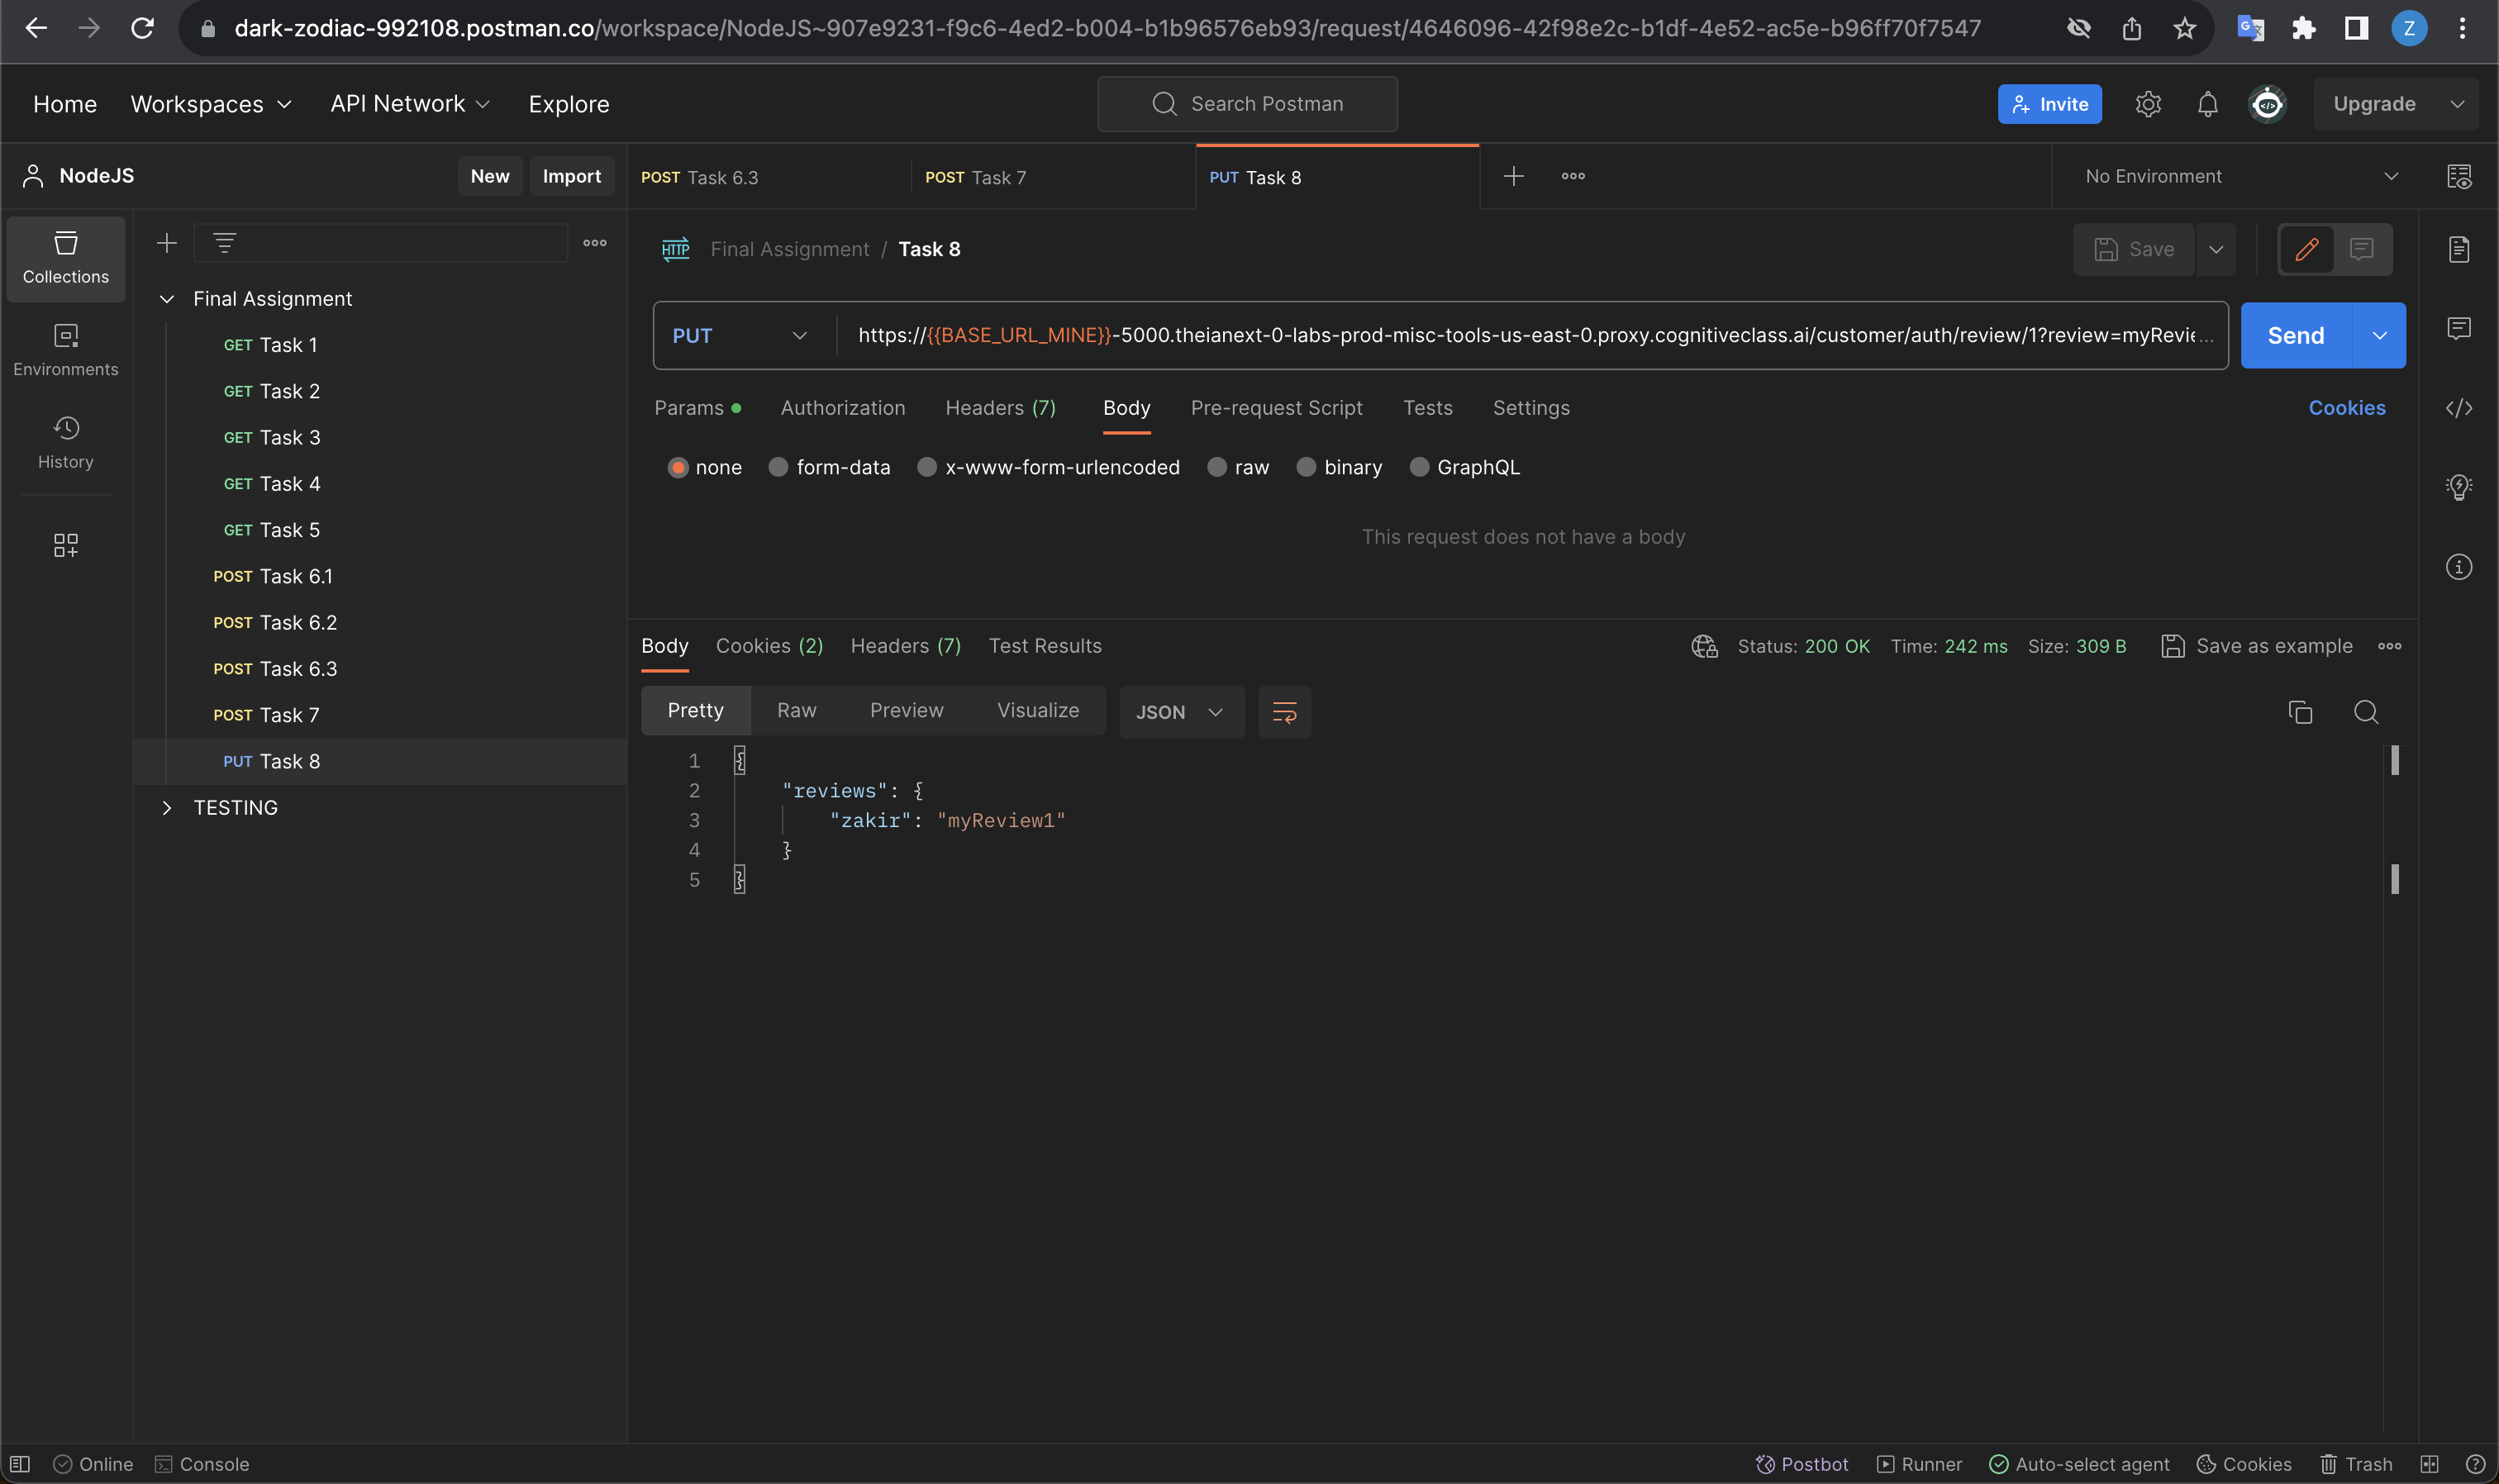 dark-zodiac-992108.postman.co/workspace/NodeJS~907e9231-f9c6-4ed2-b004-b1b96576eb93/request/4646096-42f98e2c-b1df-4e52-ac5e-b96ff70f7547
Z
Home Workspaces API Network Explore
Search Postman
Invite
Upgrade
NodeJS
New Import
POST Task 6.3
POST Task 7
PUT Task 8
No Environment
Collections
Environments
History
Final Assignment
GET Task 1
GET Task 2
GET Task 3
GET Task 4
GET Task 5
POST Task 6.1
POST Task 6.2
POST Task 6.3
POST Task 7
PUT Task 8
TESTING
HTTP Final Assignment / Task 8
Save
PUT
https://{{BASE_URL_MINE}}-5000.theianext-0-labs-prod-misc-tools-us-east-0.proxy.cognitiveclass.ai/customer/auth/review/1?review=myRevie...
Send
Params Authorization Headers (7) Body Pre-request Script Tests Settings
Cookies
none form-data x-www-form-urlencoded raw binary GraphQL
This request does not have a body
Body Cookies (2) Headers (7) Test Results
Status: 200 OK Time: 242 ms Size: 309 B Save as example
Pretty Raw Preview Visualize JSON
1 {
2 "reviews": {
3 "zakir": "myReview1"
4 }
5 }
Online Console
Postbot Runner Auto-select agent Cookies Trash